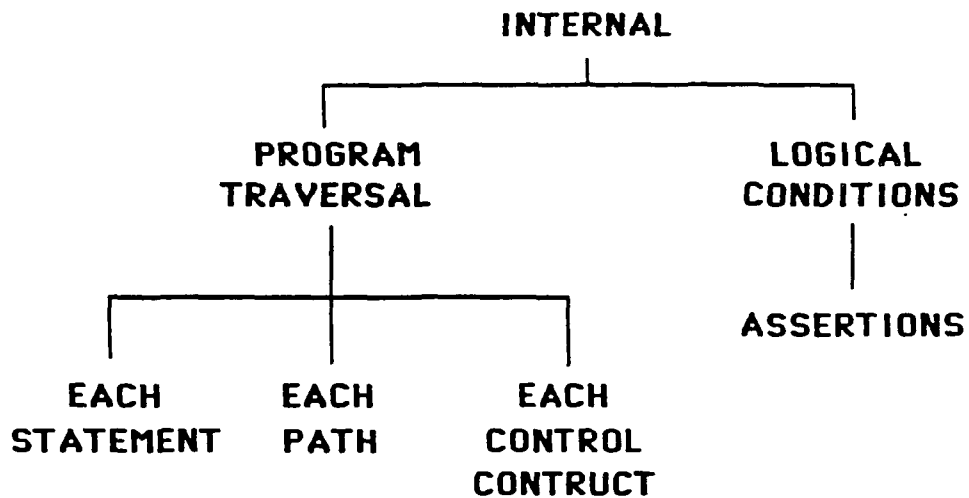 INTERNAL
PROGRAM
TRAVERSAL
LOGICAL
CONDITIONS
ASSERTIONS
EACH
STATEMENT
EACH
PATH
EACH
CONTROL
CONTRUCT